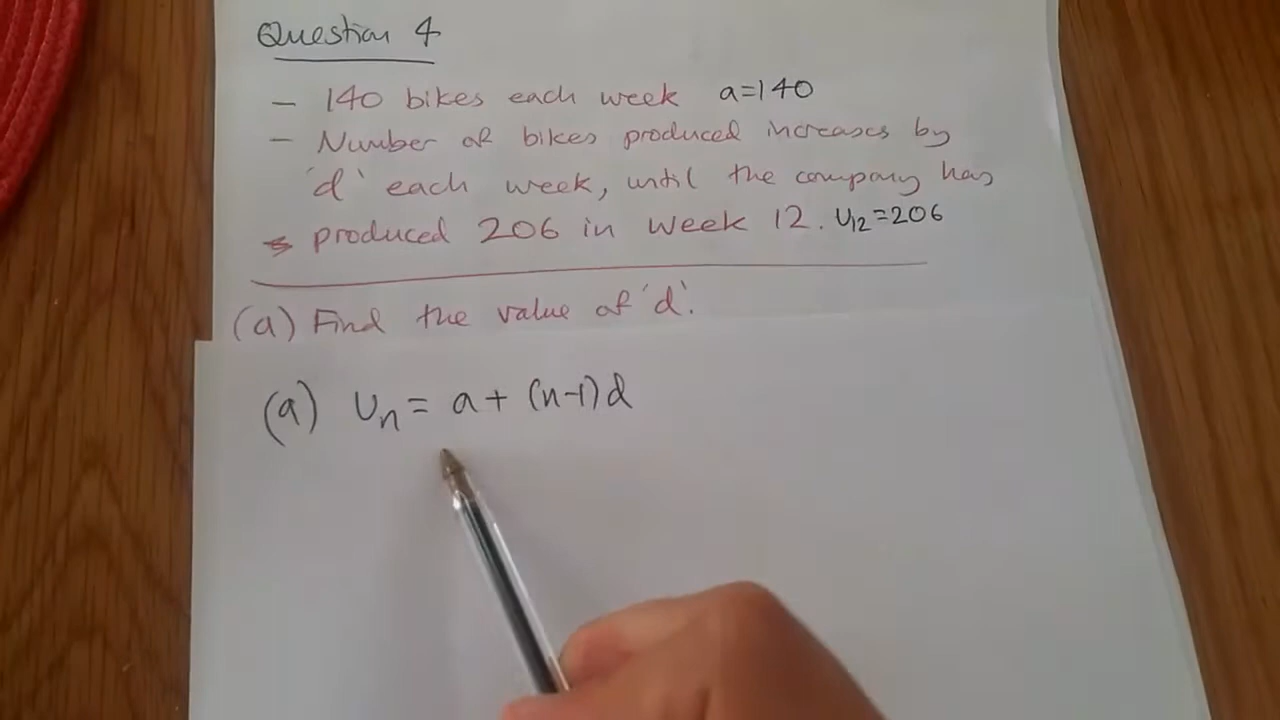 Question 4
- 140 bikes each week a=140
- Number of bikes produced increases by
'd' each week, until the company has
produced 206 in week 12. U₁₂=206
(a) Find the value of 'd'.
(a) Uₙ = a + (n-1)d